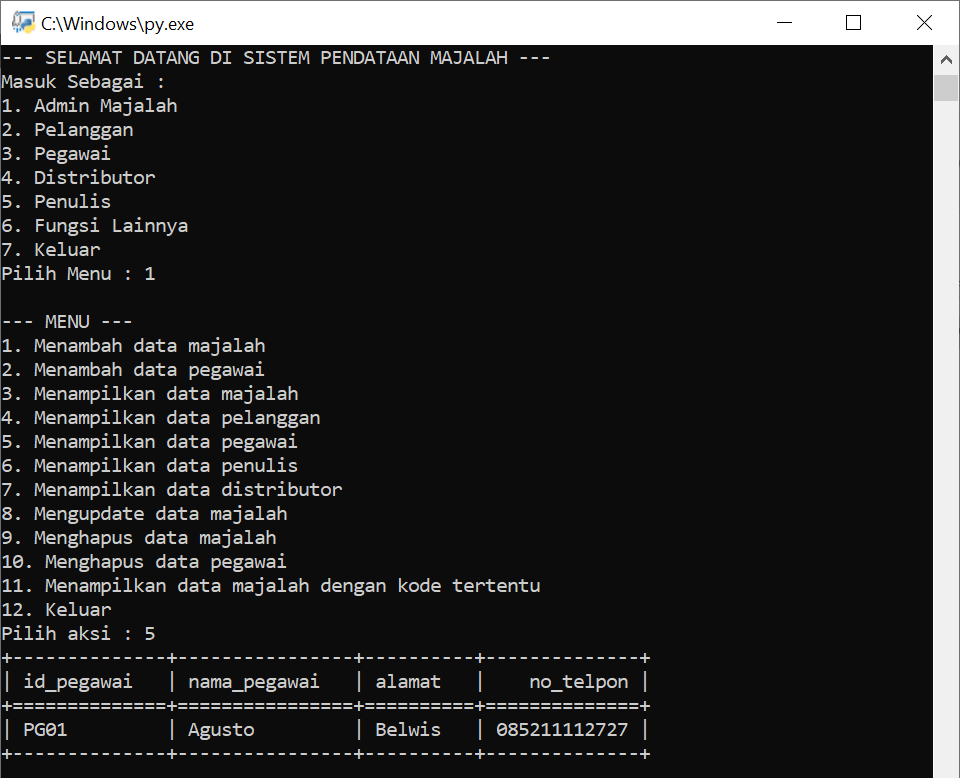 C:\Windows\py.exe
--- SELAMAT DATANG DI SISTEM PENDATAAN MAJALAH ---
Masuk Sebagai :
1. Admin Majalah
2. Pelanggan
3. Pegawai
4. Distributor
5. Penulis
6. Fungsi Lainnya
7. Keluar
Pilih Menu : 1

--- MENU ---
1. Menambah data majalah
2. Menambah data pegawai
3. Menampilkan data majalah
4. Menampilkan data pelanggan
5. Menampilkan data pegawai
6. Menampilkan data penulis
7. Menampilkan data distributor
8. Mengupdate data majalah
9. Menghapus data majalah
10. Menghapus data pegawai
11. Menampilkan data majalah dengan kode tertentu
12. Keluar
Pilih aksi : 5
+--------------+----------------+----------+--------------+
| id_pegawai   | nama_pegawai   | alamat   |    no_telpon |
+==============+================+==========+==============+
| PG01         | Agusto         | Belwis   | 085211112727 |
+--------------+----------------+----------+--------------+